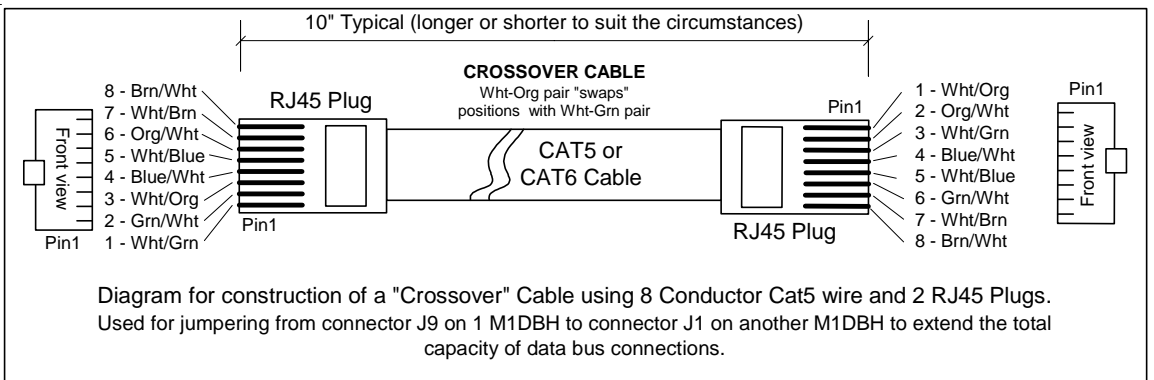 10" Typical (longer or shorter to suit the circumstances)
CROSSOVER CABLE
Wht-Org pair "swaps"
positions with Wht-Grn pair
8 - Brn/Wht
7 - Wht/Brn
6 - Org/Wht
5 - Wht/Blue
4 - Blue/Wht
3 - Wht/Org
2 - Grn/Wht
1 - Wht/Grn
Front view
Pin1
RJ45 Plug
Pin1
CAT5 or
CAT6 Cable
Pin1
RJ45 Plug
1 - Wht/Org
2 - Org/Wht
3 - Wht/Grn
4 - Blue/Wht
5 - Wht/Blue
6 - Grn/Wht
7 - Wht/Brn
8 - Brn/Wht
Pin1
Front view
Diagram for construction of a "Crossover" Cable using 8 Conductor Cat5 wire and 2 RJ45 Plugs.
Used for jumpering from connector J9 on 1 M1DBH to connector J1 on another M1DBH to extend the total
capacity of data bus connections.